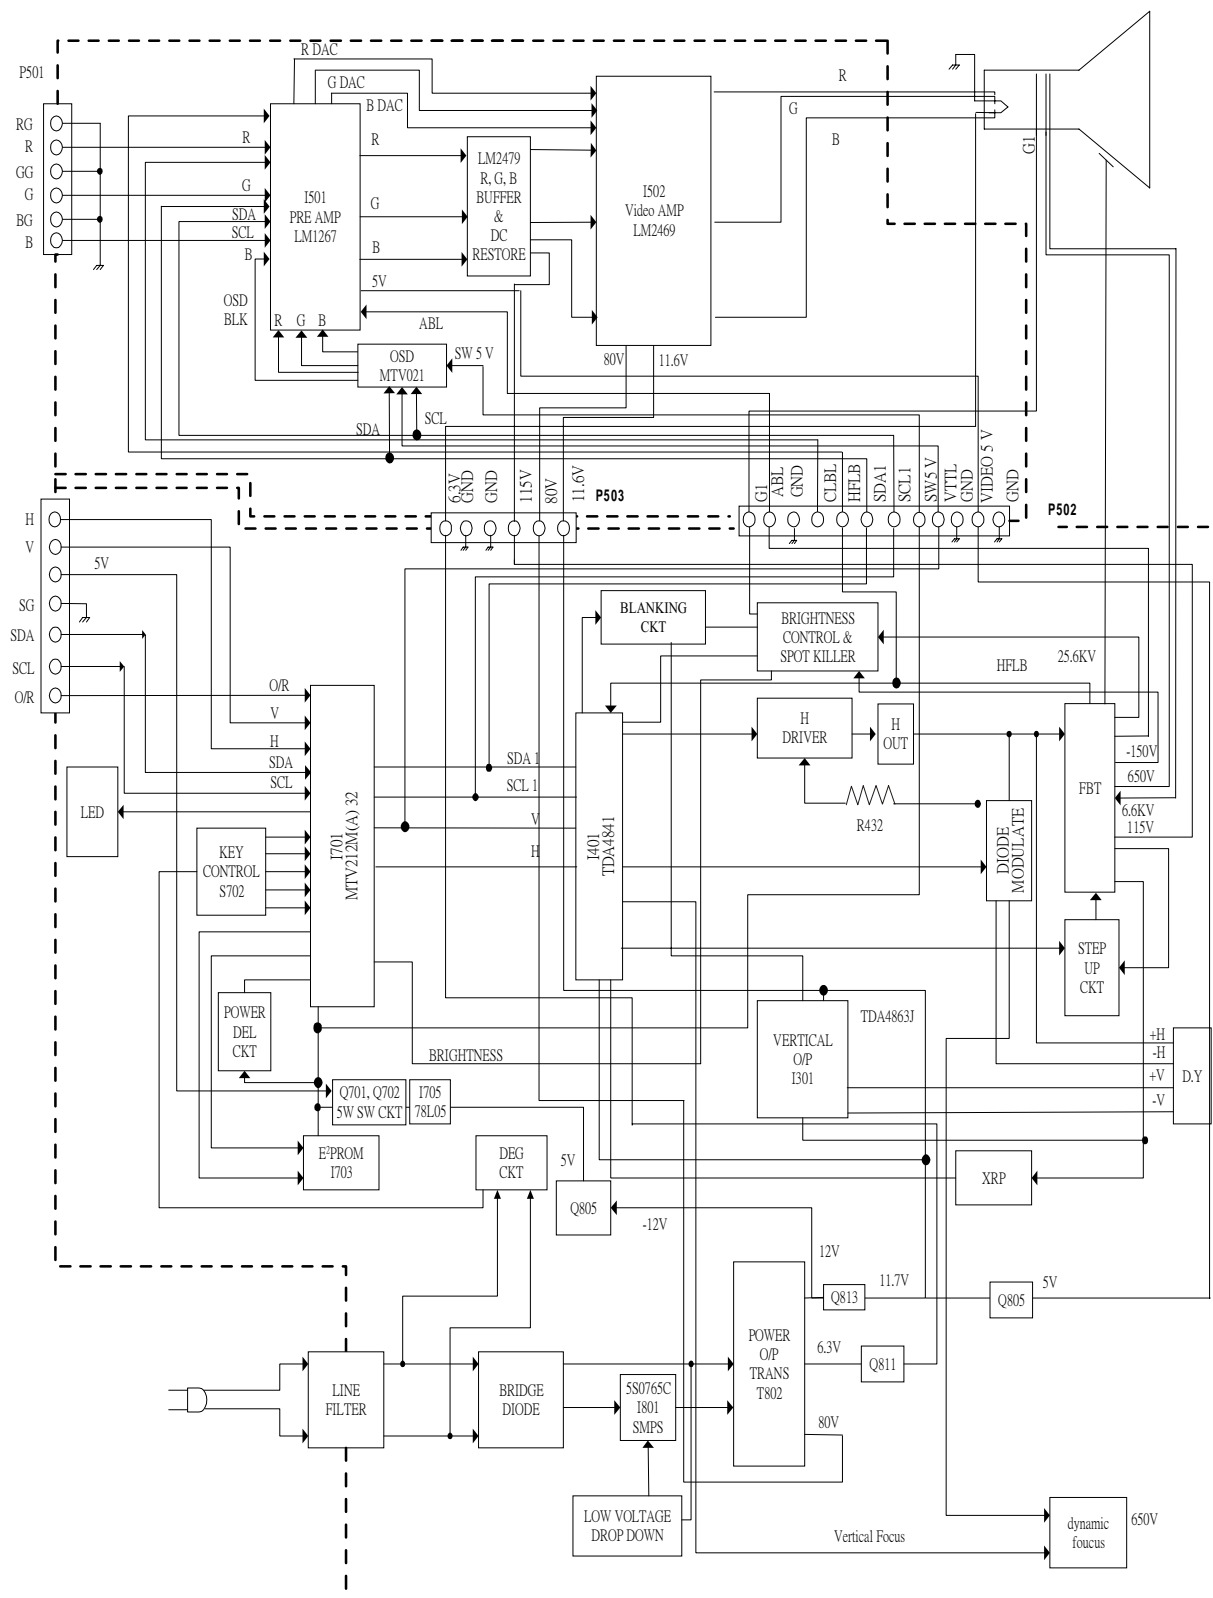 P501
RG
R
GG
G
BG
B
R DAC
G DAC
B DAC
R
G
SDA
SCL
B
I501
PRE AMP
LM1267
R
G
B
5V
ABL
OSD
BLK
R G B
LM2479
R, G, B
BUFFER
&
DC
RESTORE
I502
Video AMP
LM2469
R
G
B
G1
OSD
MTV021
SW 5 V
80V
11.6V
SCL
SDA
6.3V
GND
GND
115V
80V
11.6V
P503
G1
ABL
GND
CLBL
HFLB
SDA1
SCL1
SW5 V
VTTL
GND
VIDEO 5 V
GND
P502
H
V
5V
SG
SDA
SCL
O/R
O/R
V
H
SDA
SCL
I701
MTV212M(A) 32
LED
KEY
CONTROL
S702
SDA 1
SCL 1
V
H
I401
TDA4841
BLANKING
CKT
BRIGHTNESS
CONTROL &
SPOT KILLER
HFLB
25.6KV
H
DRIVER
H
OUT
R432
DIODE
MODULATE
FBT
-150V
650V
6.6KV
115V
STEP
UP
CKT
POWER
DEL
CKT
BRIGHTNESS
VERTICAL
O/P
I301
TDA4863J
+H
-H
+V
-V
D.Y
Q701, Q702
5W SW CKT
I705
78L05
E²PROM
I703
DEG
CKT
5V
Q805
-12V
XRP
12V
11.7V
Q813
Q805
5V
POWER
O/P
TRANS
T802
6.3V
Q811
80V
LINE
FILTER
BRIDGE
DIODE
5S0765C
I801
SMPS
LOW VOLTAGE
DROP DOWN
Vertical Focus
dynamic
foucus
650V